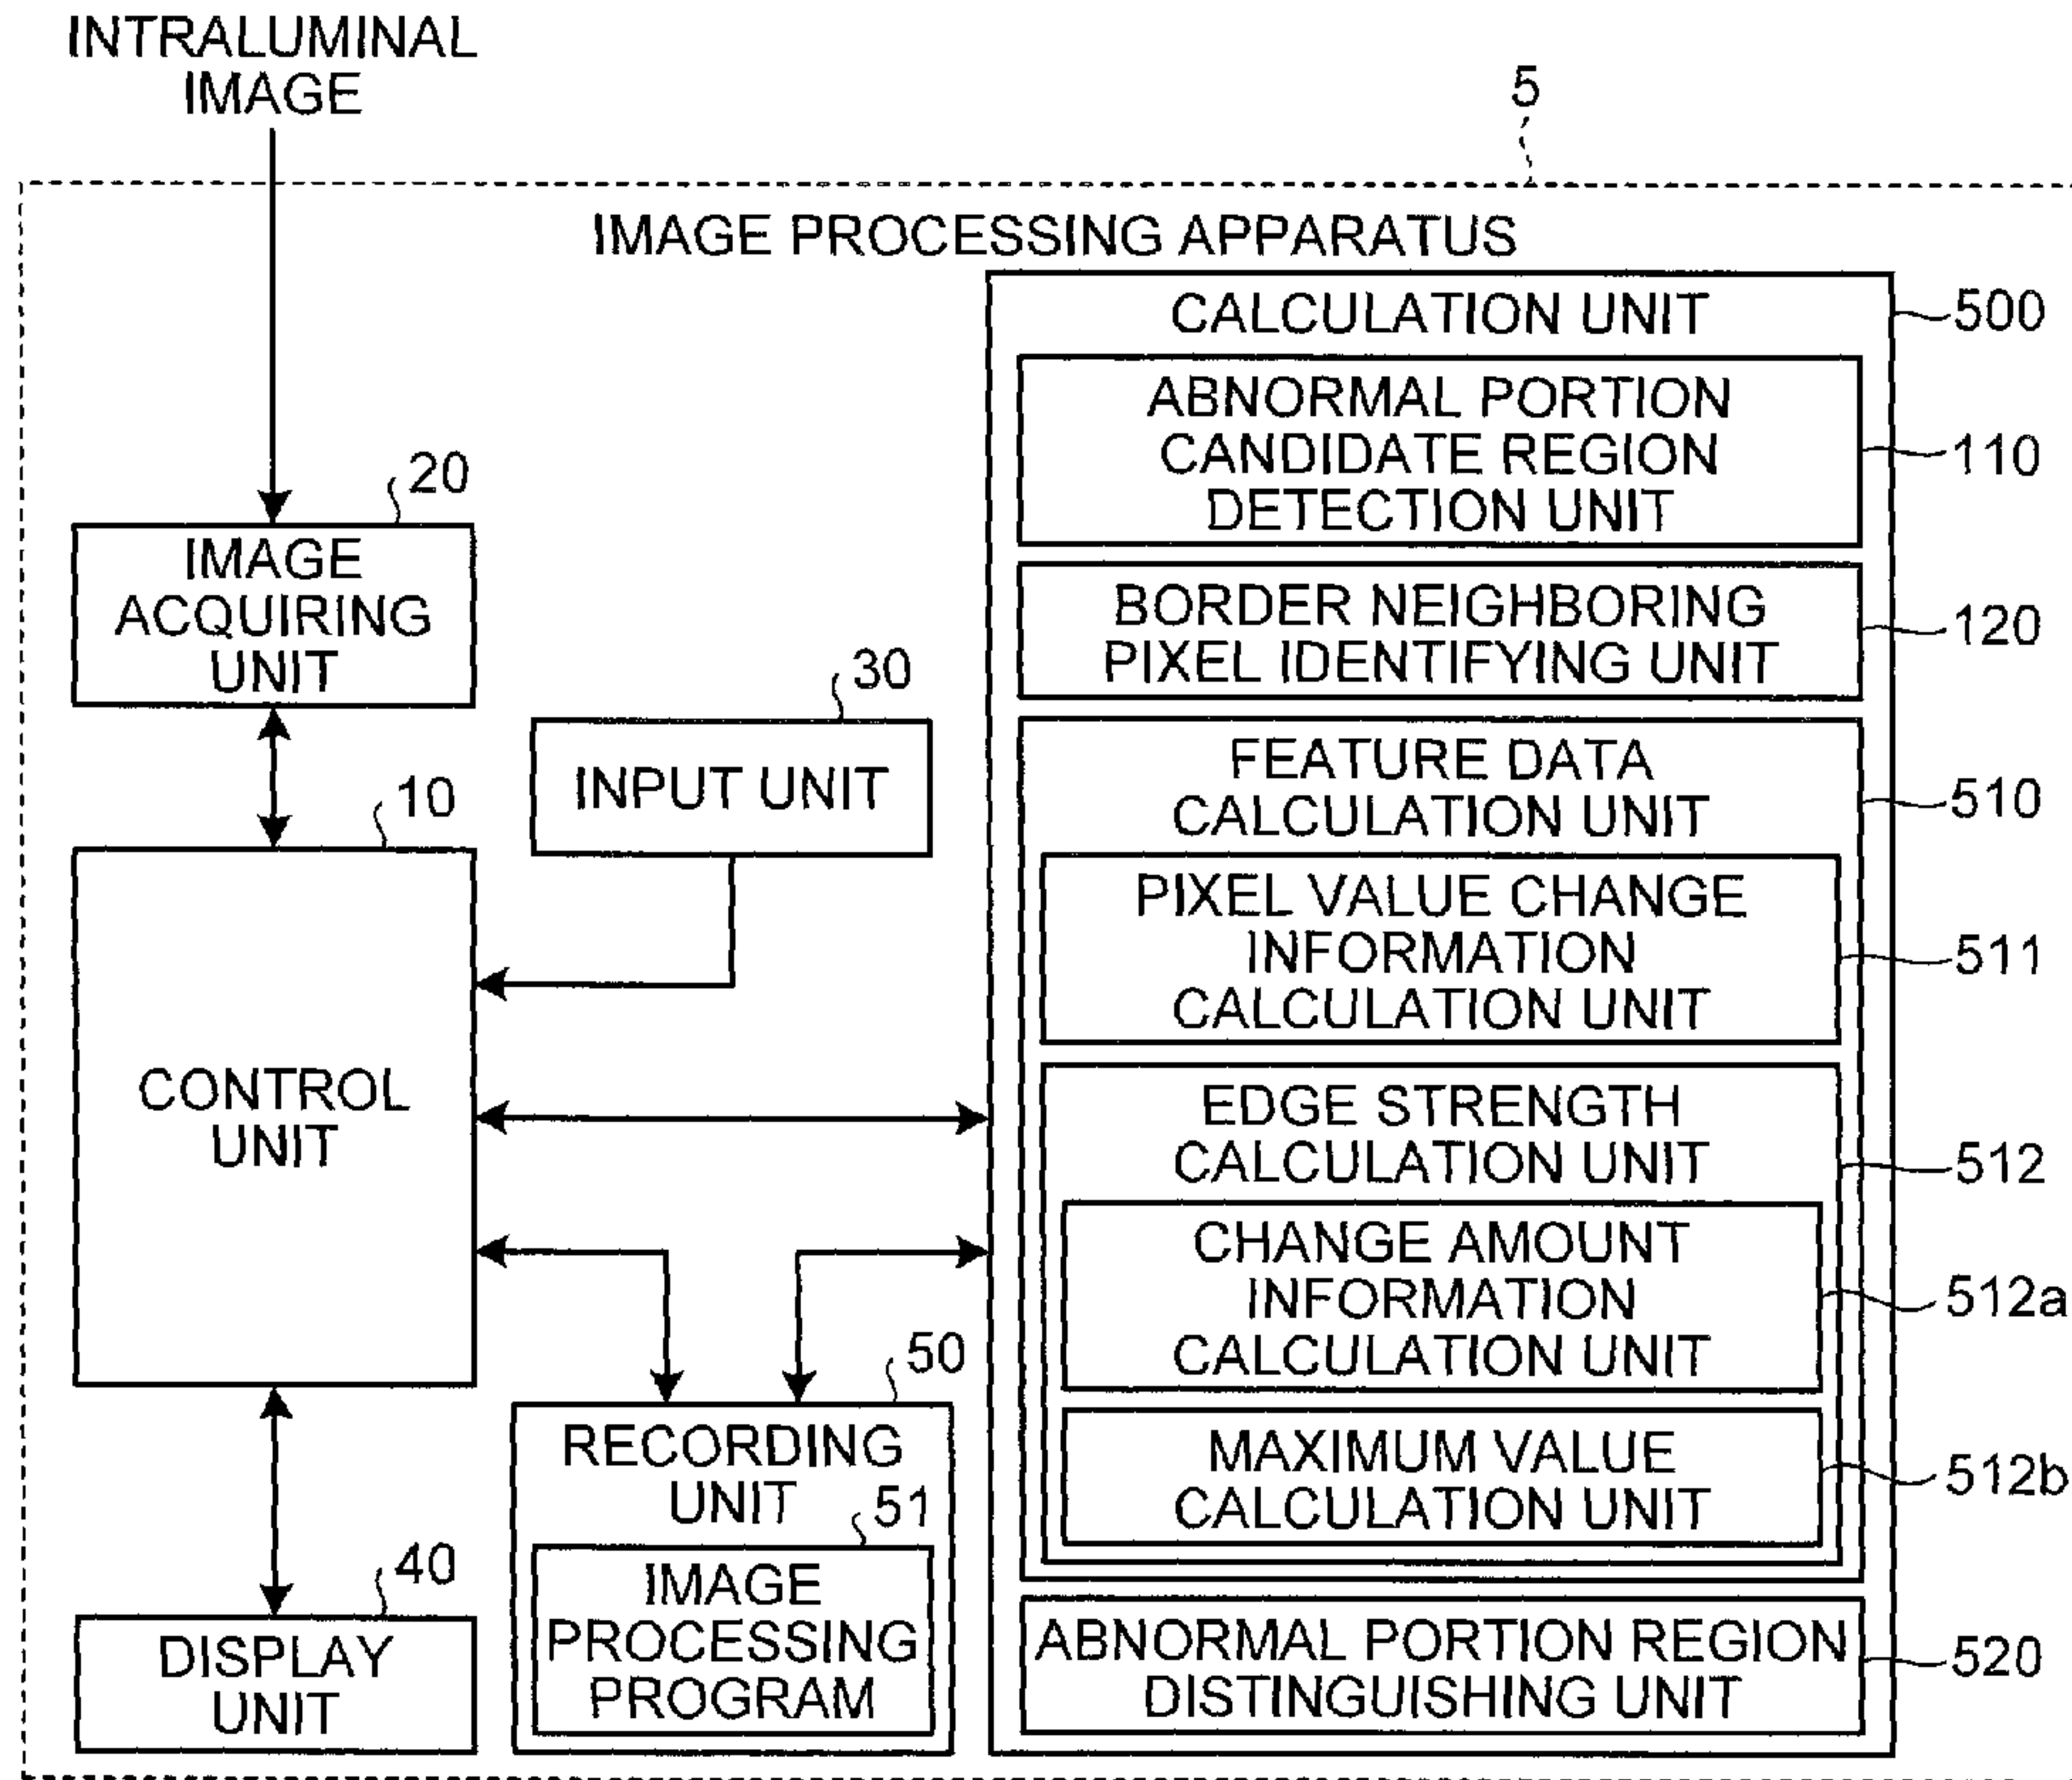 INTRALUMINAL
IMAGE
5
IMAGE PROCESSING APPARATUS
20
IMAGE
ACQUIRING
UNIT
30
INPUT UNIT
10
CONTROL
UNIT
50
RECORDING
UNIT
51
IMAGE
PROCESSING
PROGRAM
40
DISPLAY
UNIT
CALCULATION UNIT
500
ABNORMAL PORTION
CANDIDATE REGION
DETECTION UNIT
110
BORDER NEIGHBORING
PIXEL IDENTIFYING UNIT
120
FEATURE DATA
CALCULATION UNIT
510
PIXEL VALUE CHANGE
INFORMATION
CALCULATION UNIT
511
EDGE STRENGTH
CALCULATION UNIT
512
CHANGE AMOUNT
INFORMATION
CALCULATION UNIT
512a
MAXIMUM VALUE
CALCULATION UNIT
512b
ABNORMAL PORTION REGION
DISTINGUISHING UNIT
520